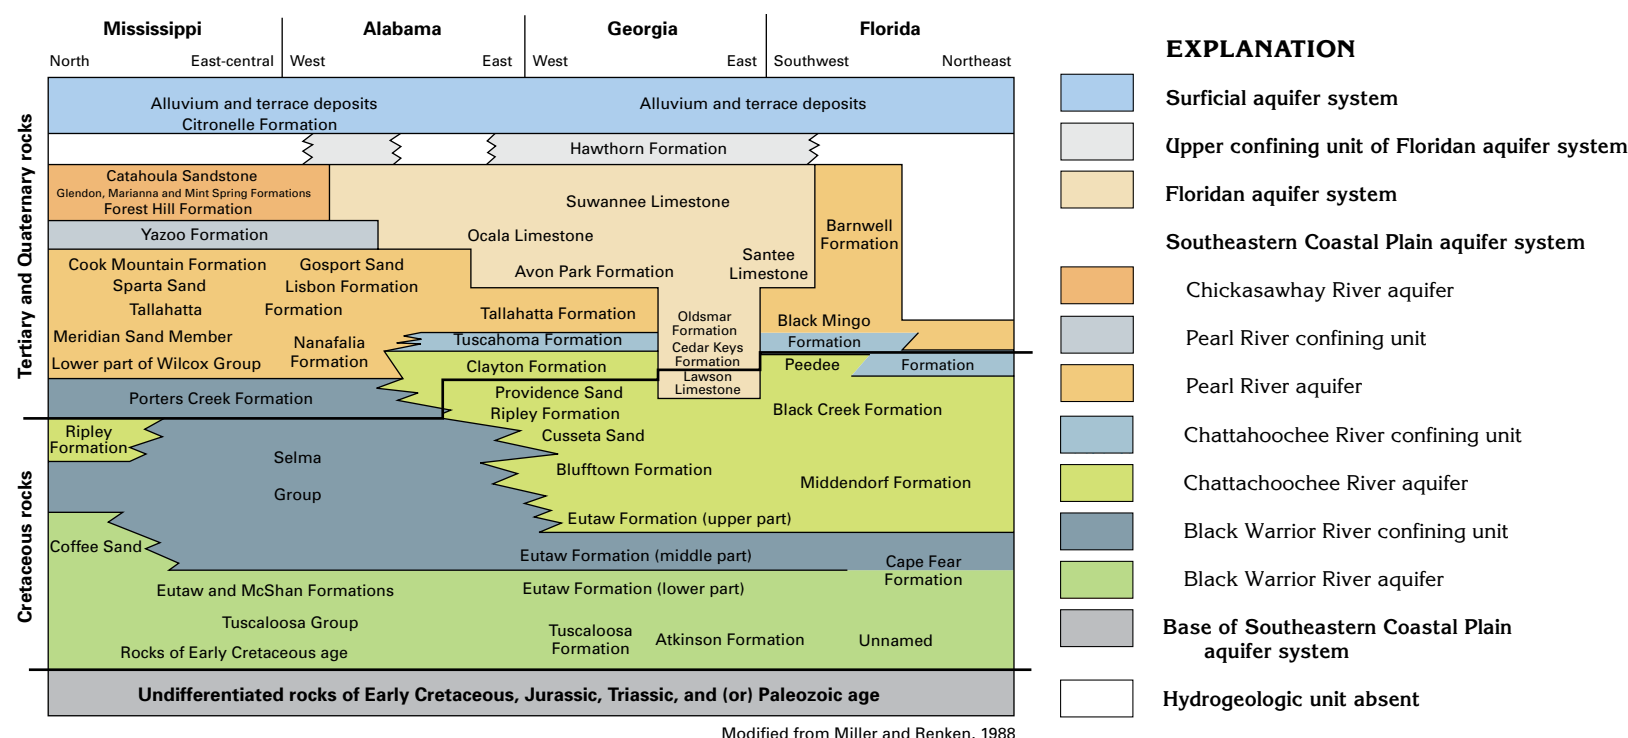 Mississippi
Alabama
Georgia
Florida
North
East-central
West
East
West
East
Southwest
Northeast
Tertiary and Quaternary rocks
Cretaceous rocks
Alluvium and terrace deposits
Citronelle Formation
Alluvium and terrace deposits
Hawthorn Formation
Catahoula Sandstone
Glendon, Marianna and Mint Spring Formations
Forest Hill Formation
Suwannee Limestone
Barnwell
Formation
Yazoo Formation
Ocala Limestone
Santee
Limestone
Avon Park Formation
Cook Mountain Formation
Gosport Sand
Sparta Sand
Lisbon Formation
Tallahatta
Formation
Tallahatta Formation
Oldsmar
Formation
Black Mingo
Formation
Meridian Sand Member
Nanafalia
Formation
Tuscahoma Formation
Cedar Keys
Formation
Lower part of Wilcox Group
Clayton Formation
Peedee
Formation
Lawson
Limestone
Porters Creek Formation
Providence Sand
Ripley Formation
Black Creek Formation
Ripley
Formation
Cusseta Sand
Selma
Group
Blufftown Formation
Middendorf Formation
Eutaw Formation (upper part)
Coffee Sand
Eutaw Formation (middle part)
Cape Fear
Formation
Eutaw and McShan Formations
Eutaw Formation (lower part)
Tuscaloosa Group
Tuscaloosa
Formation
Atkinson Formation
Unnamed
Rocks of Early Cretaceous age
Undifferentiated rocks of Early Cretaceous, Jurassic, Triassic, and (or) Paleozoic age
Modified from Miller and Renken, 1988
EXPLANATION
Surficial aquifer system
Upper confining unit of Floridan aquifer system
Floridan aquifer system
Southeastern Coastal Plain aquifer system
Chickasawhay River aquifer
Pearl River confining unit
Pearl River aquifer
Chattahoochee River confining unit
Chattachoochee River aquifer
Black Warrior River confining unit
Black Warrior River aquifer
Base of Southeastern Coastal Plain
aquifer system
Hydrogeologic unit absent